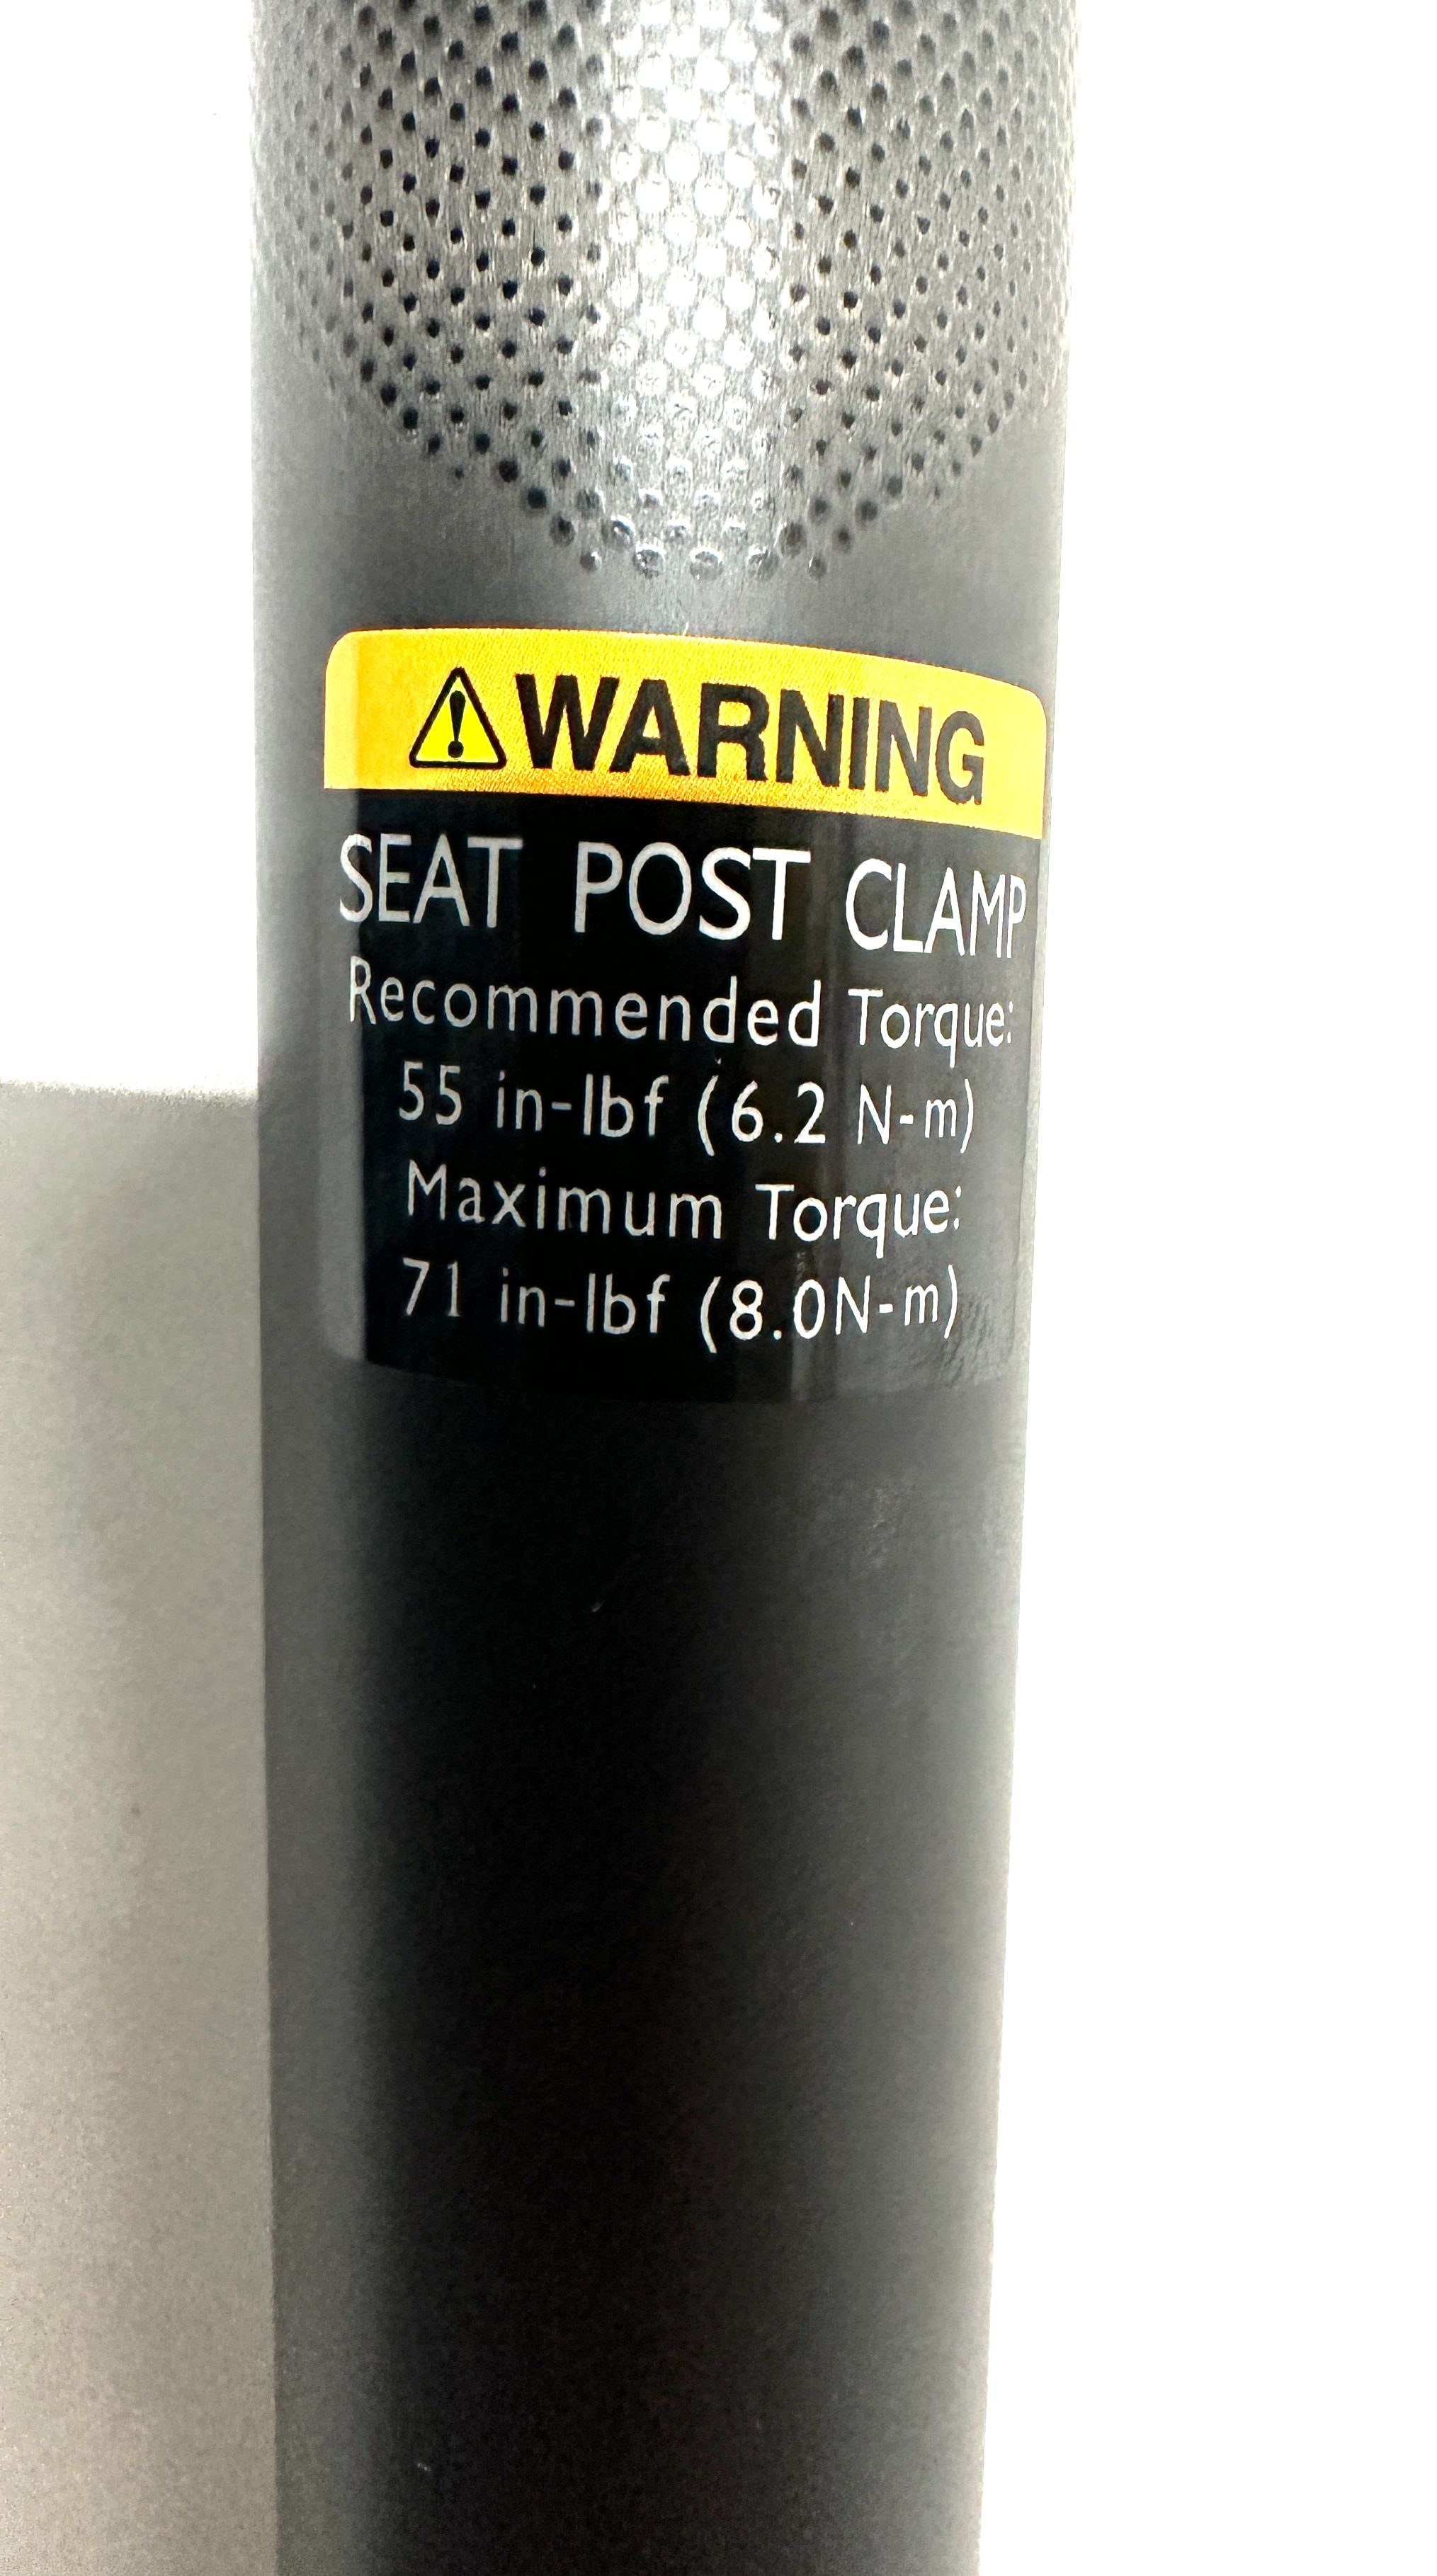 WARNING
SEAT POST CLAMP
Recommended Torque:
55 in-lbf (6.2 N-m)
Maximum Torque:
71 in-lbf (8.0N-m)